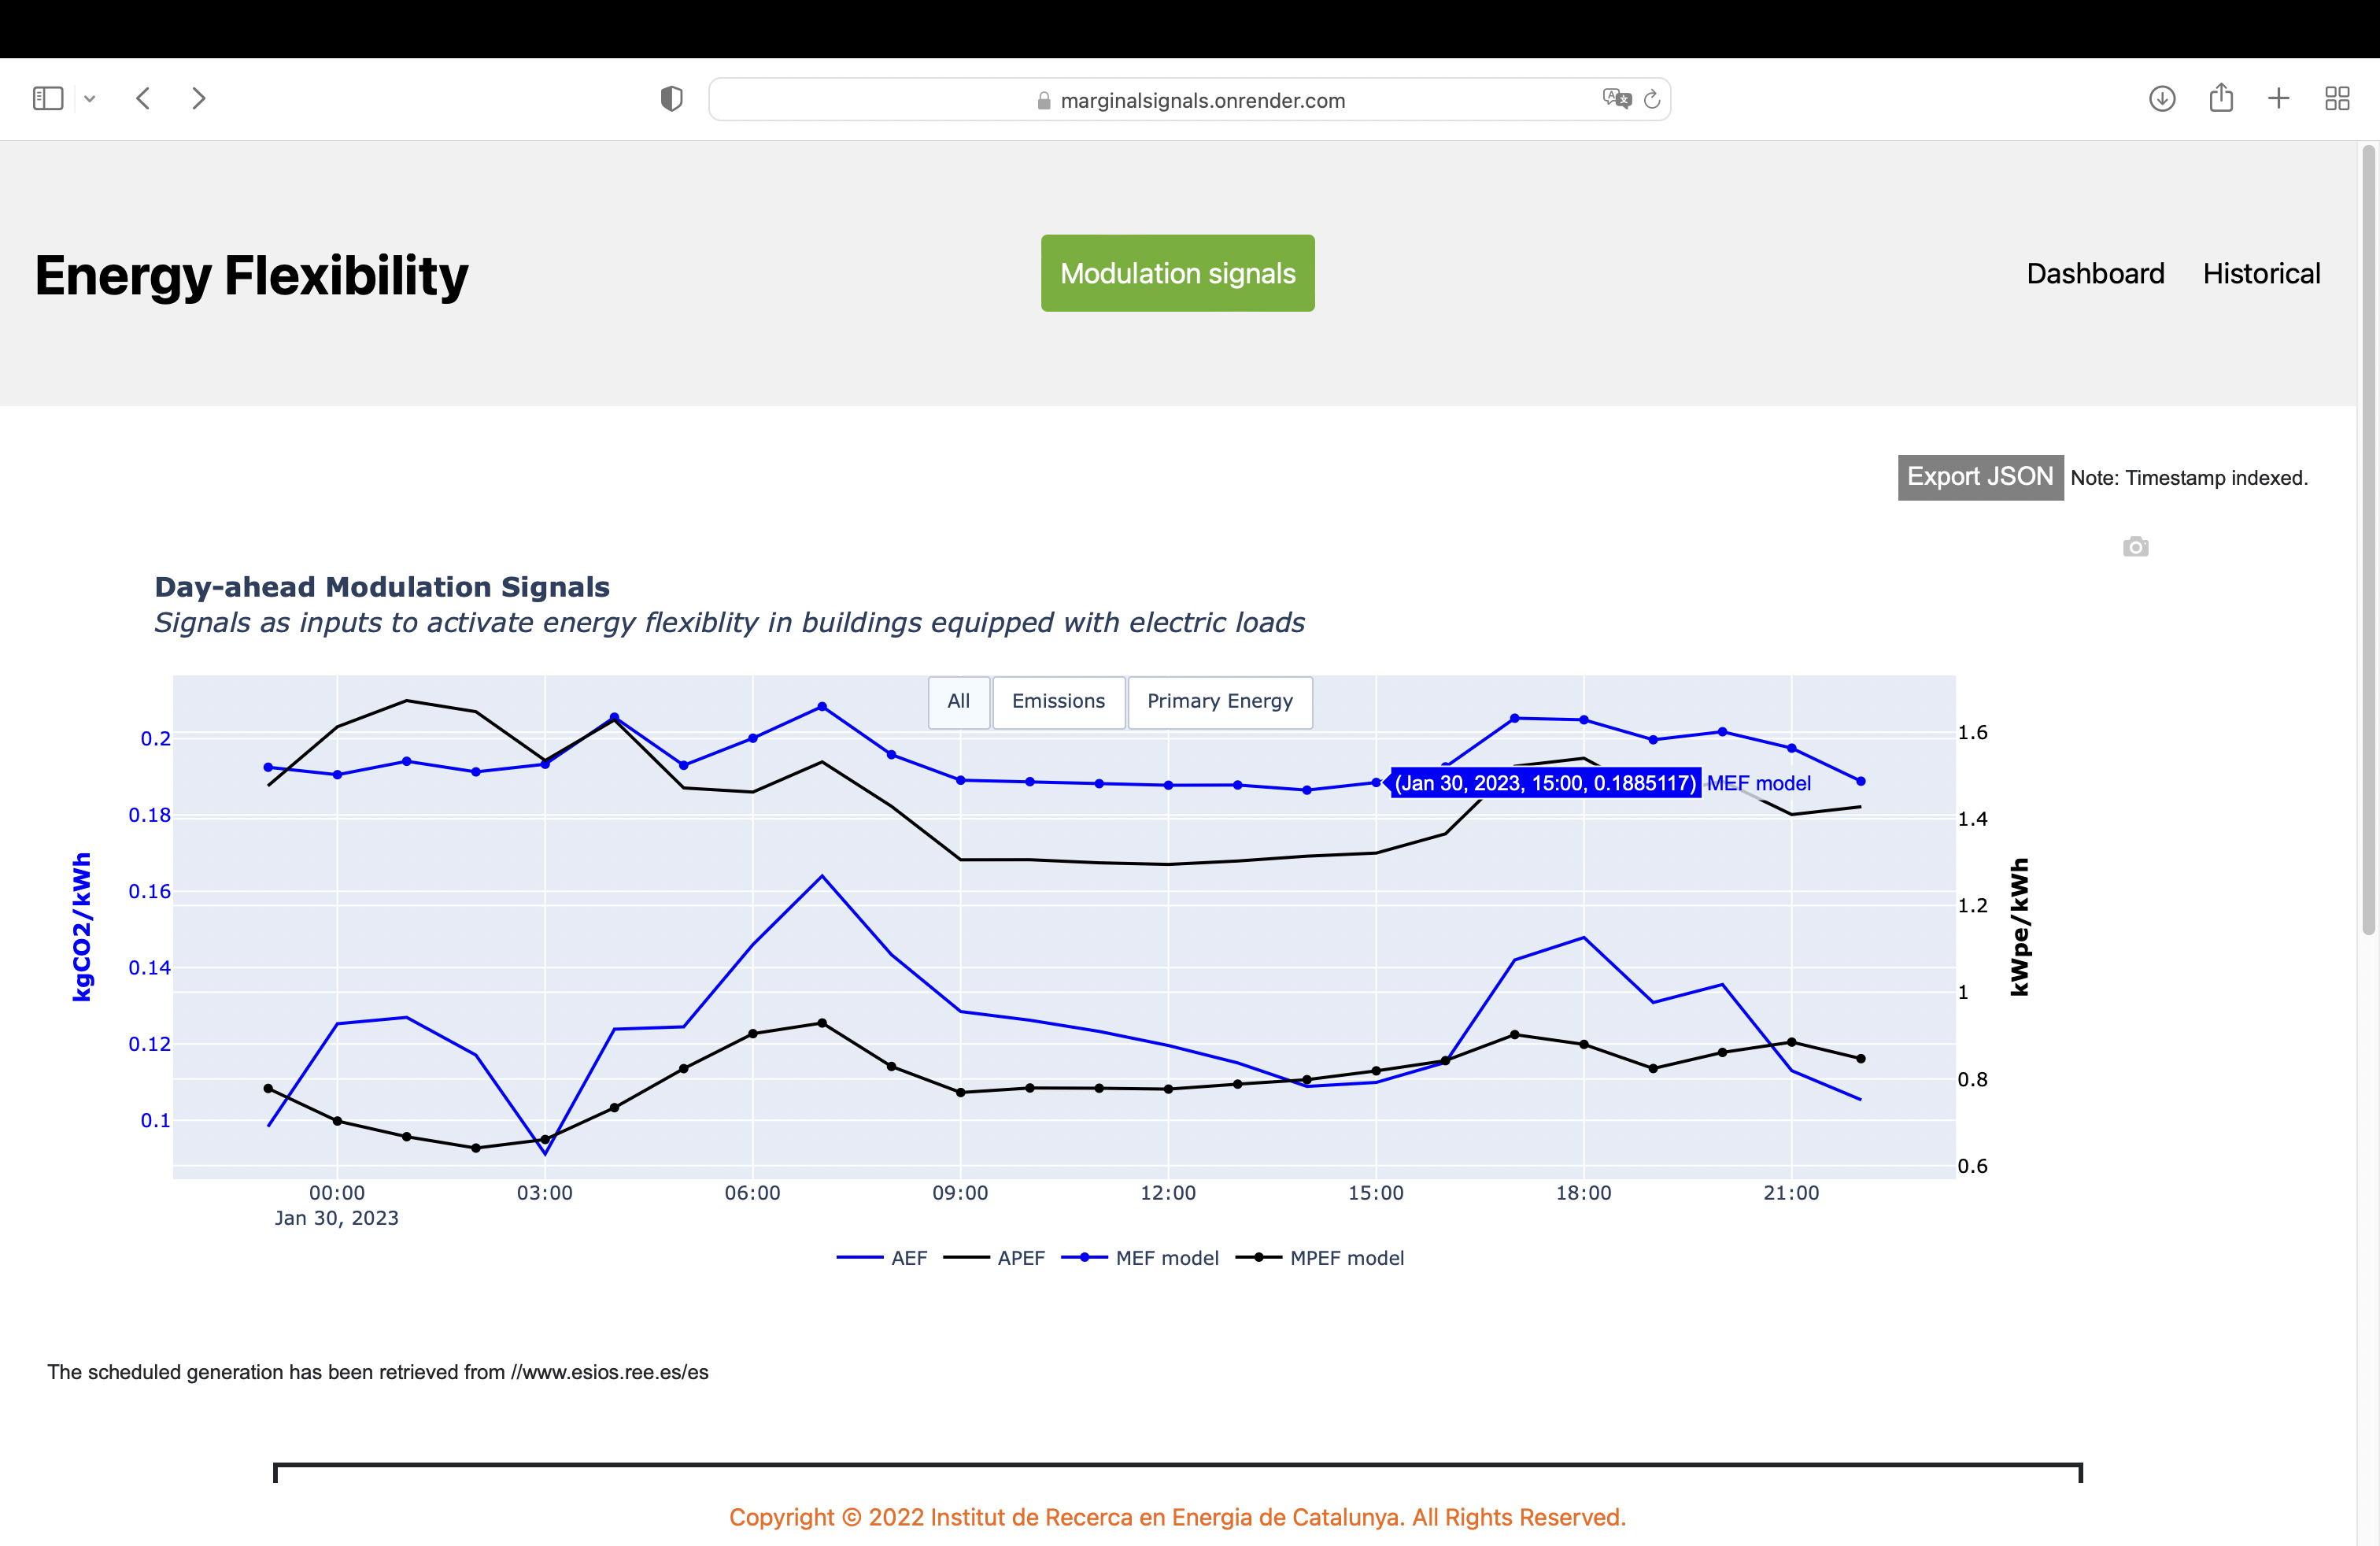 marginalsignals.onrender.com
Energy Flexibility
Modulation signals
Dashboard
Historical
Export JSON
Note: Timestamp indexed.
Day-ahead Modulation Signals
Signals as inputs to activate energy flexiblity in buildings equipped with electric loads
All
Emissions
Primary Energy
0.2
0.18
0.16
0.14
0.12
0.1
kgCO2/kWh
(Jan 30, 2023, 15:00, 0.1885117)
MEF model
1.6
1.4
1.2
1
0.8
0.6
kWpe/kWh
00:00
03:00
06:00
09:00
12:00
15:00
18:00
21:00
Jan 30, 2023
AEF
APEF
MEF model
MPEF model
The scheduled generation has been retrieved from //www.esios.ree.es/es
Copyright © 2022 Institut de Recerca en Energia de Catalunya. All Rights Reserved.